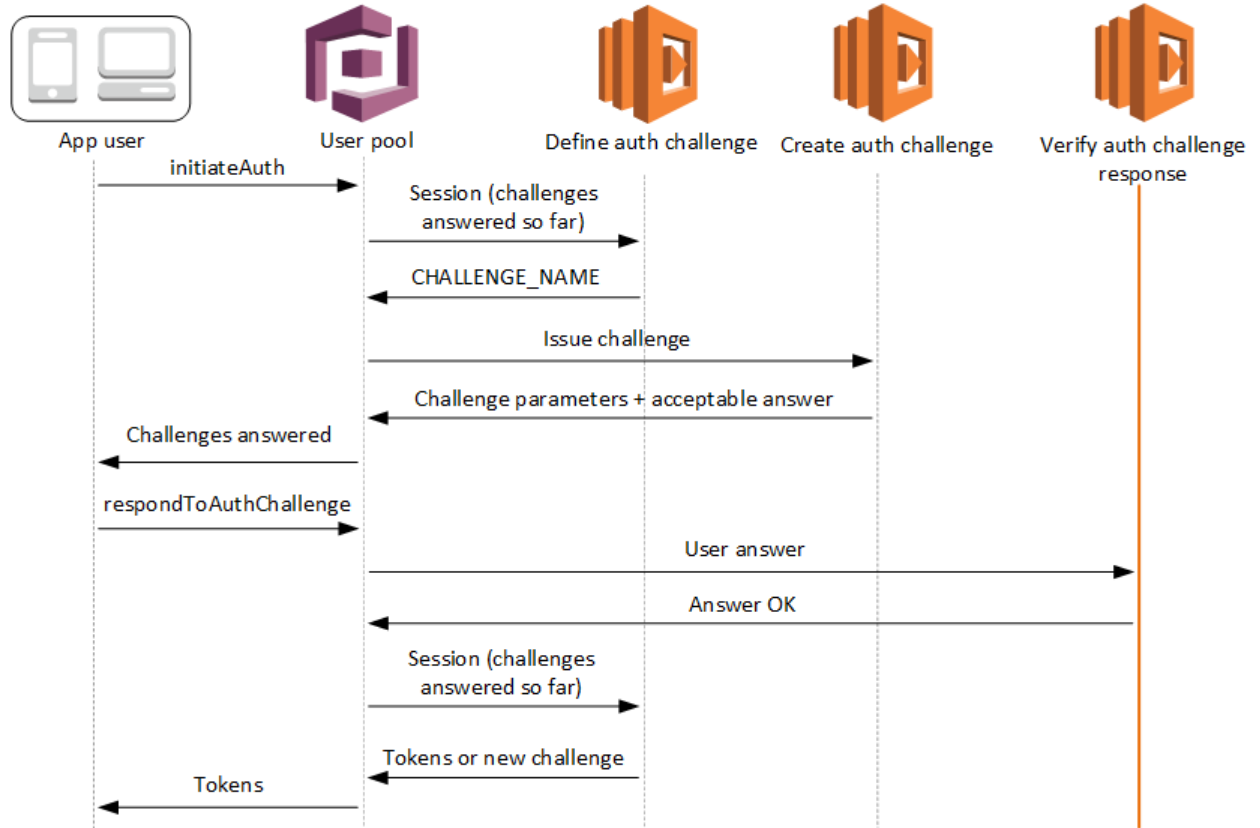 App user
User pool
Define auth challenge
Create auth challenge
Verify auth challenge
response
initiateAuth
Session (challenges
answered so far)
CHALLENGE_NAME
Issue challenge
Challenge parameters + acceptable answer
Challenges answered
respondToAuthChallenge
User answer
Answer OK
Session (challenges
answered so far)
Tokens or new challenge
Tokens